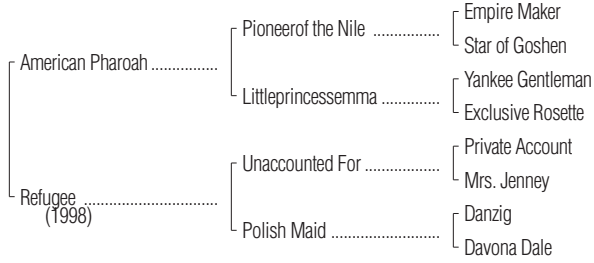 Empire Maker
Pioneerof the Nile ................
Star of Goshen
American Pharoah ................
Yankee Gentleman
Littleprincessemma ..............
Exclusive Rosette
Private Account
Unaccounted For ..................
Mrs. Jenney
Refugee ................................
(1998)
Danzig
Polish Maid ..........................
Davona Dale